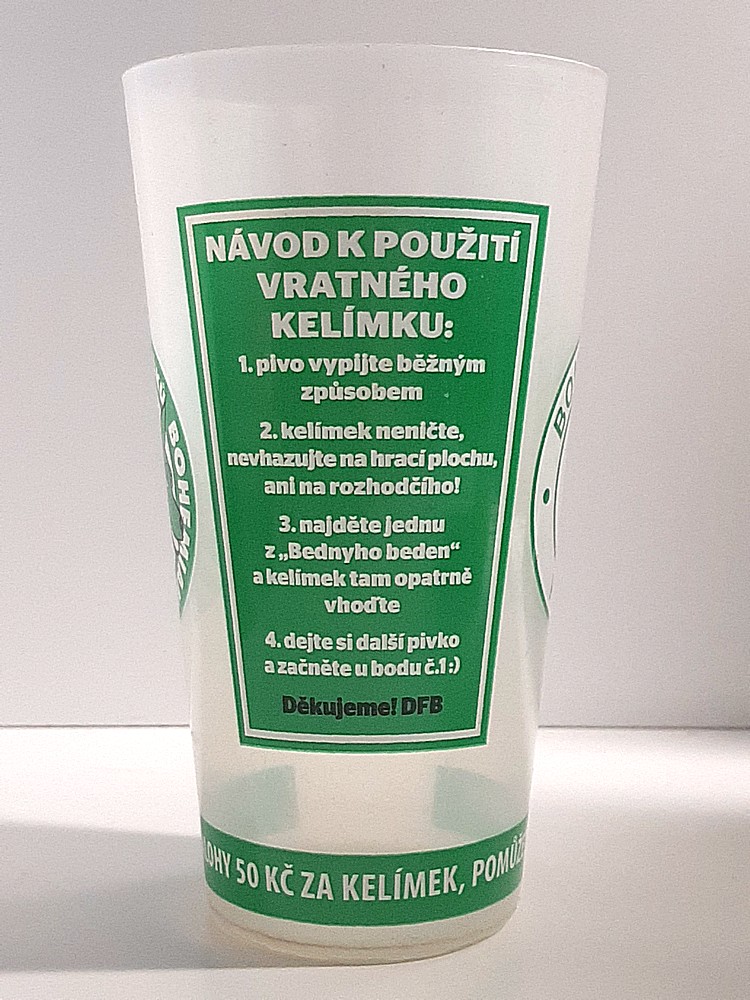 NÁVOD K POUŽITÍ
VRATNÉHO
KELÍMKU:
1. pivo vypijte běžným
způsobem
2. kelímek neničte,
nevhazujte na hrací plochu,
ani na rozhodčího!
3. najděte jednu
z „Bednyho beden“
a kelímek tam opatrně
vhoďte
4. dejte si další pivko
a začněte u bodu č.1 :)
Děkujeme! DFB
50 KČ ZA KELÍMEK,